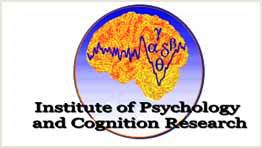 γ
α δ β
θ
Institute of Psychology
and Cognition Research